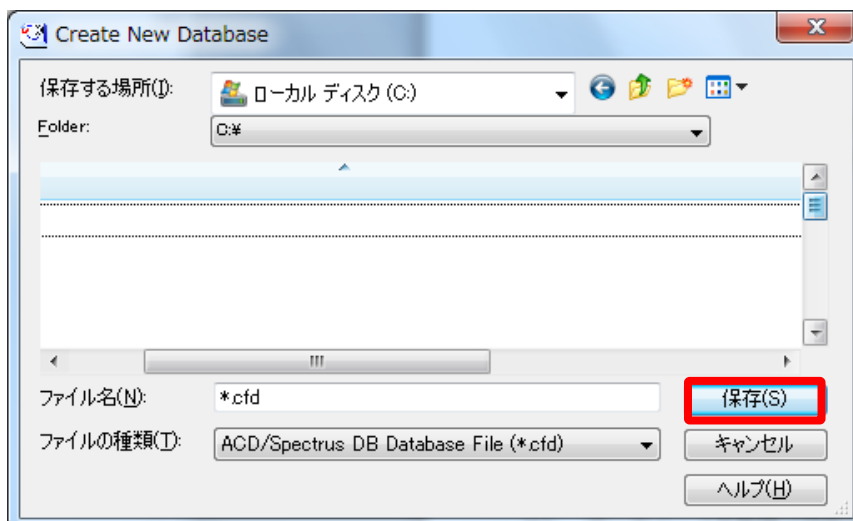 Create New Database
保存する場所(I):
ローカル ディスク (C:)
Folder:
C:¥
ファイル名(N):
*.cfd
保存(S)
ファイルの種類(T):
ACD/Spectrus DB Database File (*.cfd)
キャンセル
ヘルプ(H)